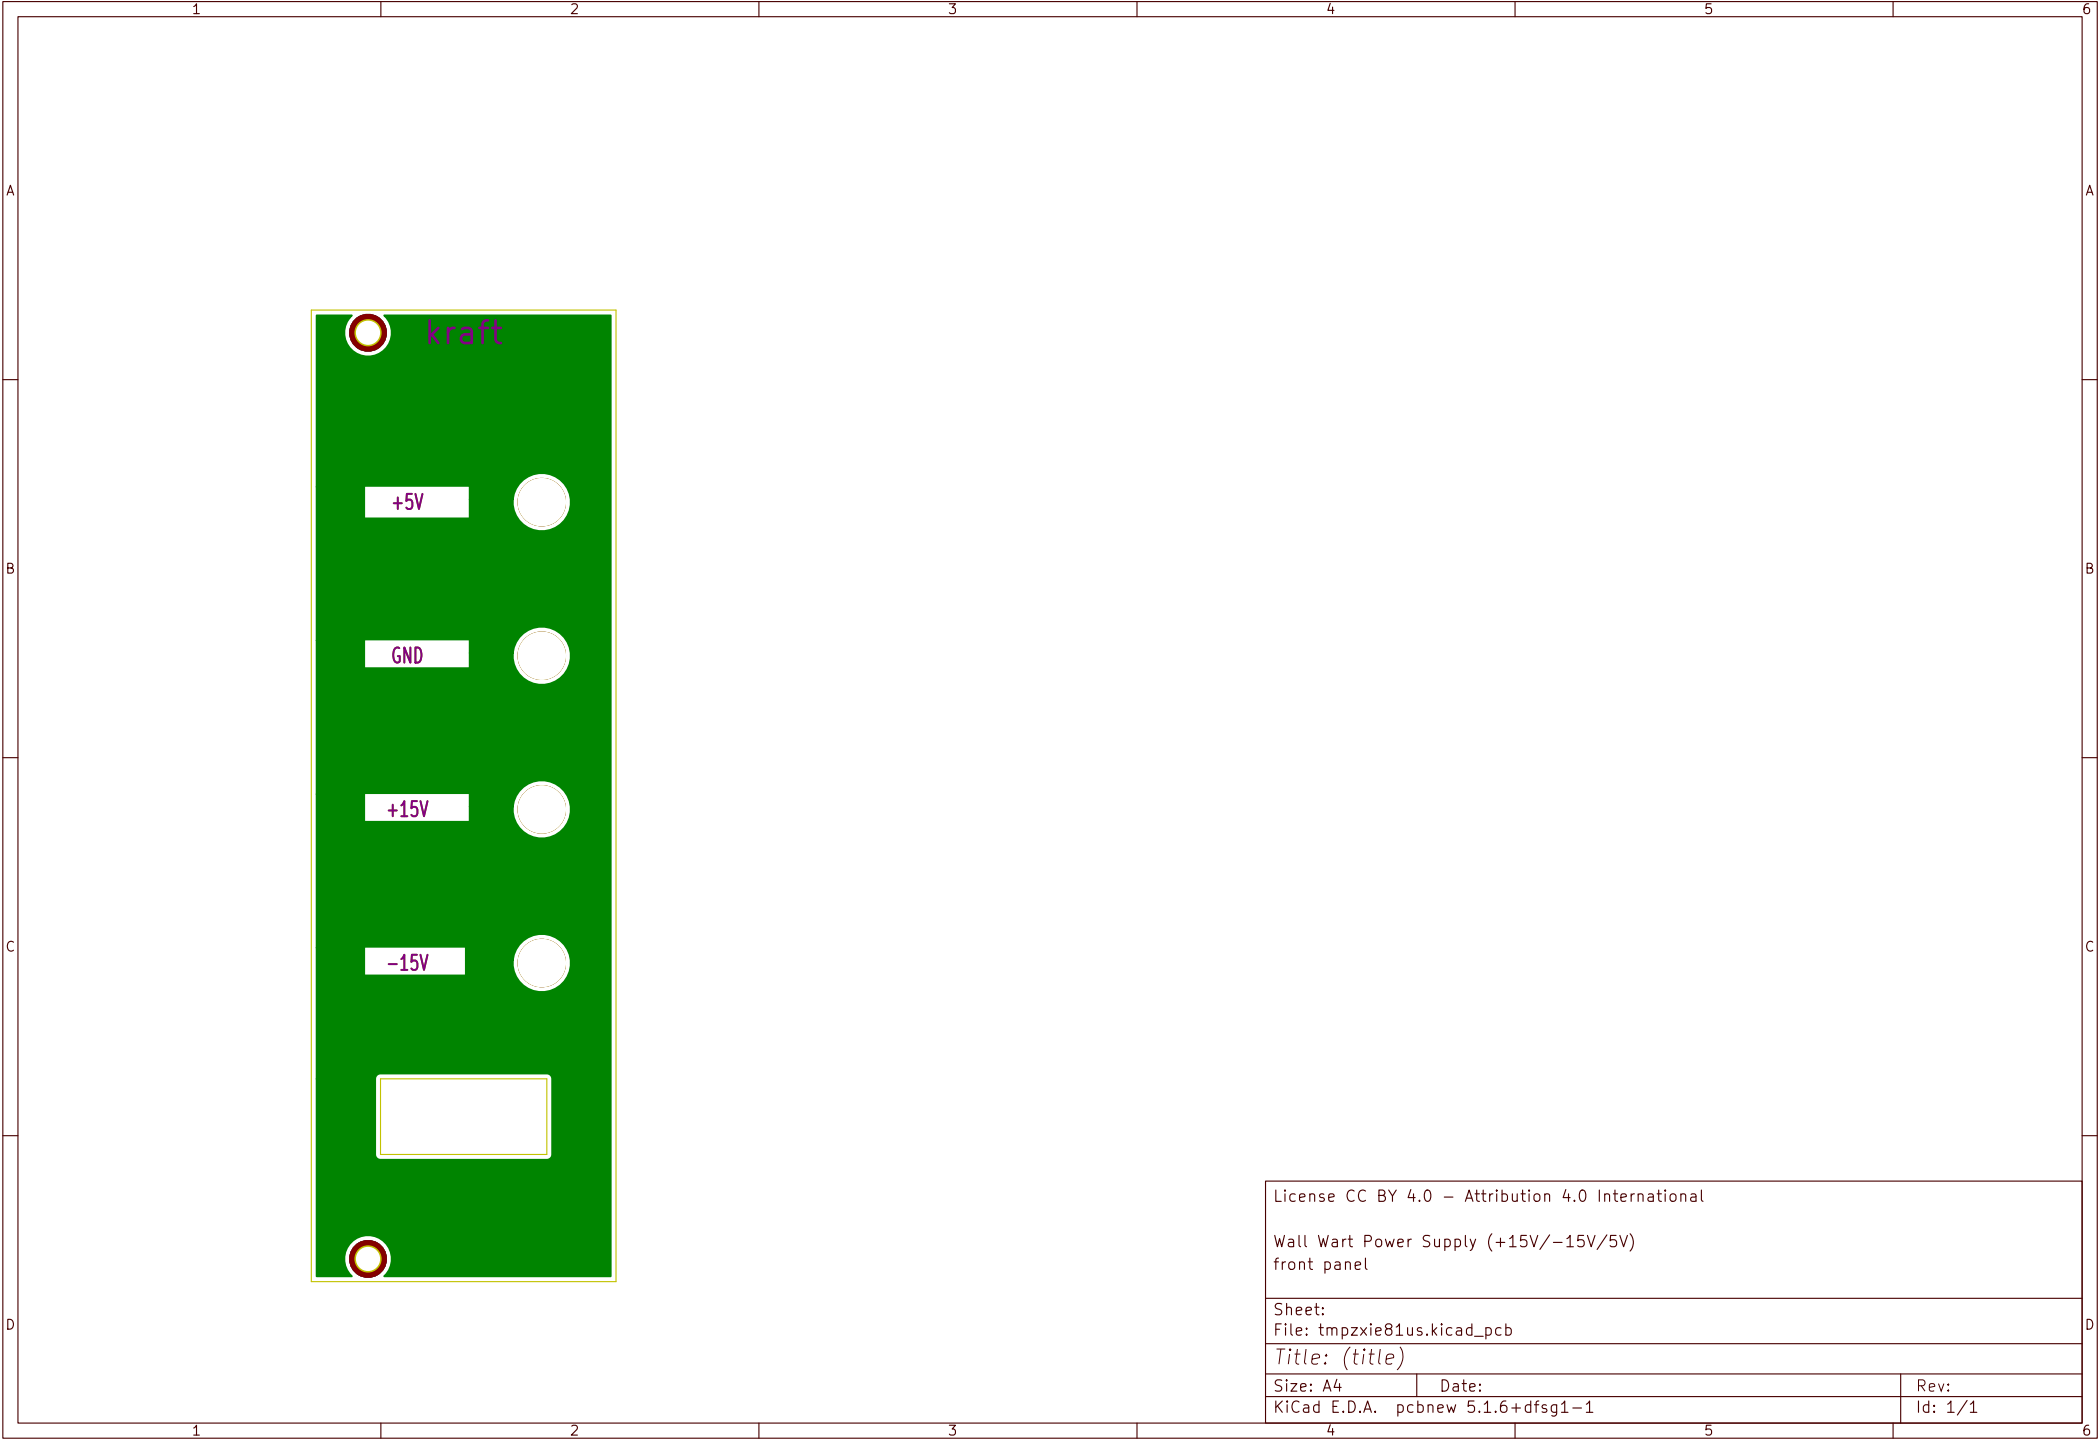 1 2 3 4 5 6
A A
kraft
+5V
B B
GND
+15V
C C
-15V
License CC BY 4.0 - Attribution 4.0 International
Wall Wart Power Supply (+15V/-15V/5V)
front panel
Sheet:
D D
File: tmpzxie81us.kicad_pcb
Title: (title)
Size: A4 Date: Rev:
KiCad E.D.A. pcbnew 5.1.6+dfsg1-1 Id: 1/1
1 2 3 4 5 6